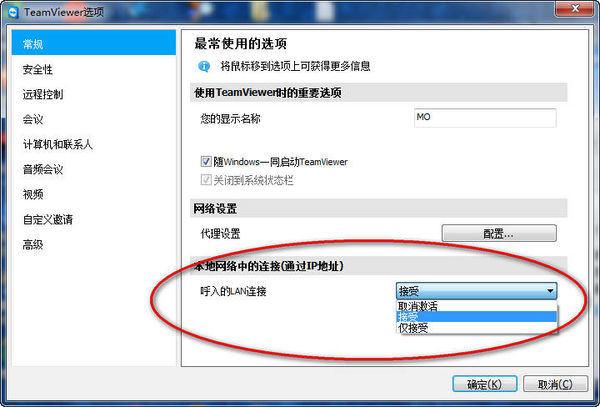 TeamViewer选项
常规
安全性
远程控制
会议
计算机和联系人
音频会议
视频
自定义邀请
高级
最常使用的选项
将鼠标移到选项上可获得更多信息
使用TeamViewer时的重要选项
您的显示名称
MO
随Windows一同启动TeamViewer
关闭到系统状态栏
网络设置
代理设置
配置...
本地网络中的连接(通过IP地址)
呼入的LAN连接
接受
取消激活
接受
仅接受
确定(K)
取消(C)